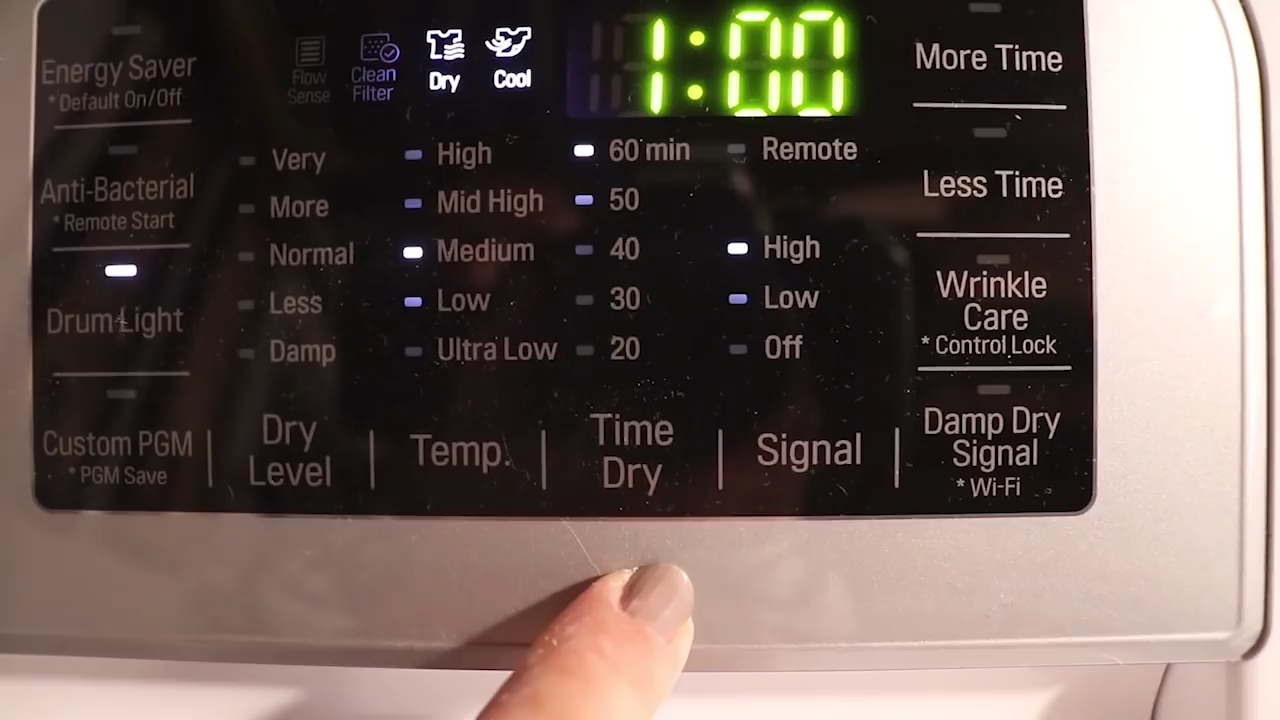 Energy Saver
* Default On/Off
Anti-Bacterial
* Remote Start
Drum Light
Custom PGM
* PGM Save
Flow
Sense
Clean
Filter
Dry
Cool
1:00
Very
More
Normal
Less
Damp
Dry
Level
High
Mid High
Medium
Low
Ultra Low
Temp.
60 min
50
40
30
20
Time
Dry
Remote
High
Low
Off
Signal
More Time
Less Time
Wrinkle
Care
* Control Lock
Damp Dry
Signal
* Wi-Fi